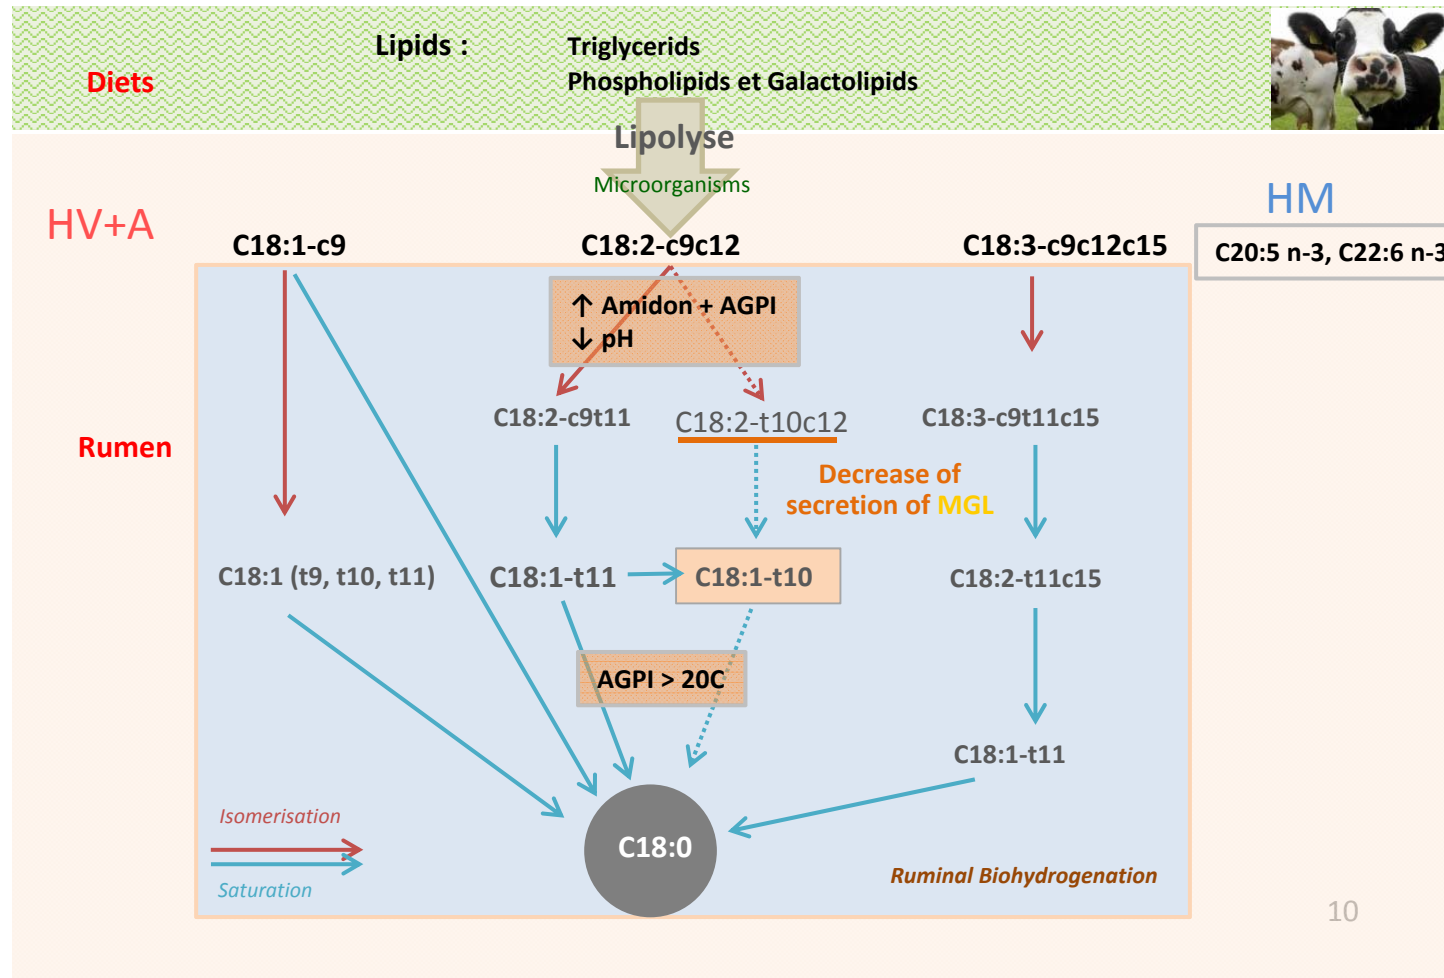 Lipids : Triglycerids
Diets
Phospholipids et Galactolipids
Lipolyse
Microorganisms
HV+A
HM
C18:1-c9
C18:2-c9c12
C18:3-c9c12c15
C20:5 n-3, C22:6 n-3
↑ Amidon + AGPI
↓ pH
C18:2-c9t11
C18:2-t10c12
C18:3-c9t11c15
Rumen
Decrease of
secretion of MGL
C18:1 (t9, t10, t11)
C18:1-t11
C18:1-t10
C18:2-t11c15
AGPI > 20C
C18:1-t11
Isomerisation
C18:0
Saturation
Ruminal Biohydrogenation
10